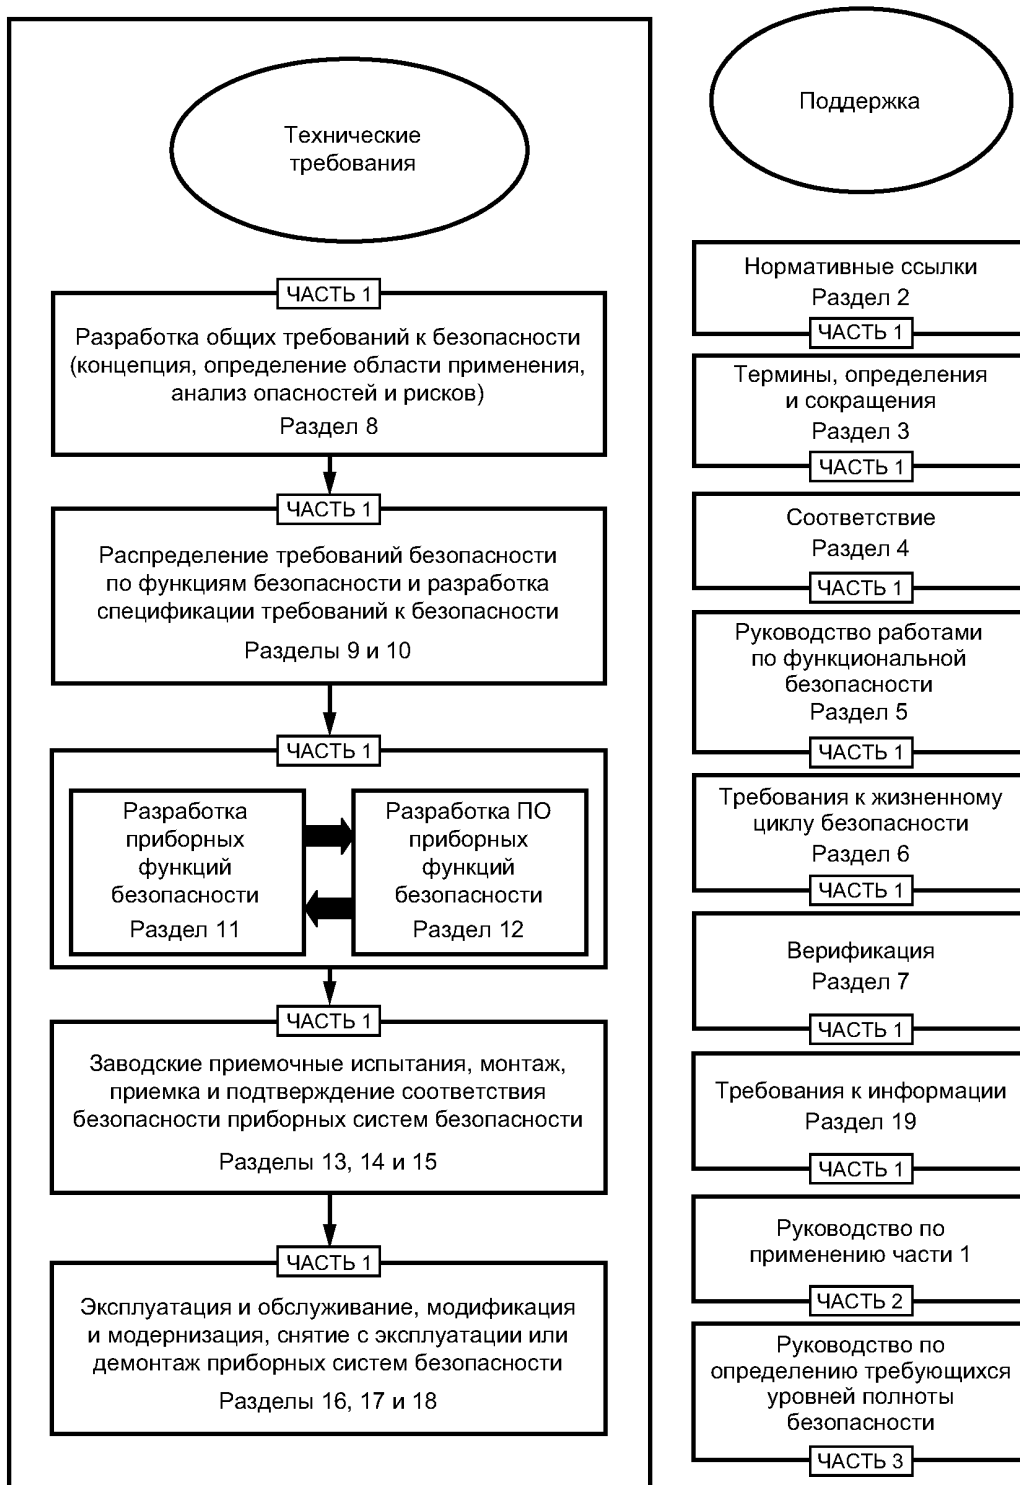 Технические
требования
ЧАСТЬ 1
Разработка общих требований к безопасности
(концепция, определение области применения,
анализ опасностей и рисков)
Раздел 8
ЧАСТЬ 1
Распределение требований безопасности
по функциям безопасности и разработка
спецификации требований к безопасности
Разделы 9 и 10
ЧАСТЬ 1
Разработка
приборных
функций
безопасности
Раздел 11
Разработка ПО
приборных
функций
безопасности
Раздел 12
ЧАСТЬ 1
Заводские приемочные испытания, монтаж,
приемка и подтверждение соответствия
безопасности приборных систем безопасности
Разделы 13, 14 и 15
ЧАСТЬ 1
Эксплуатация и обслуживание, модификация
и модернизация, снятие с эксплуатации или
демонтаж приборных систем безопасности
Разделы 16, 17 и 18
Поддержка
Нормативные ссылки
Раздел 2
ЧАСТЬ 1
Термины, определения
и сокращения
Раздел 3
ЧАСТЬ 1
Соответствие
Раздел 4
ЧАСТЬ 1
Руководство работами
по функциональной
безопасности
Раздел 5
ЧАСТЬ 1
Требования к жизненному
циклу безопасности
Раздел 6
ЧАСТЬ 1
Верификация
Раздел 7
ЧАСТЬ 1
Требования к информации
Раздел 19
ЧАСТЬ 1
Руководство по
применению части 1
ЧАСТЬ 2
Руководство по
определению требующихся
уровней полноты
безопасности
ЧАСТЬ 3